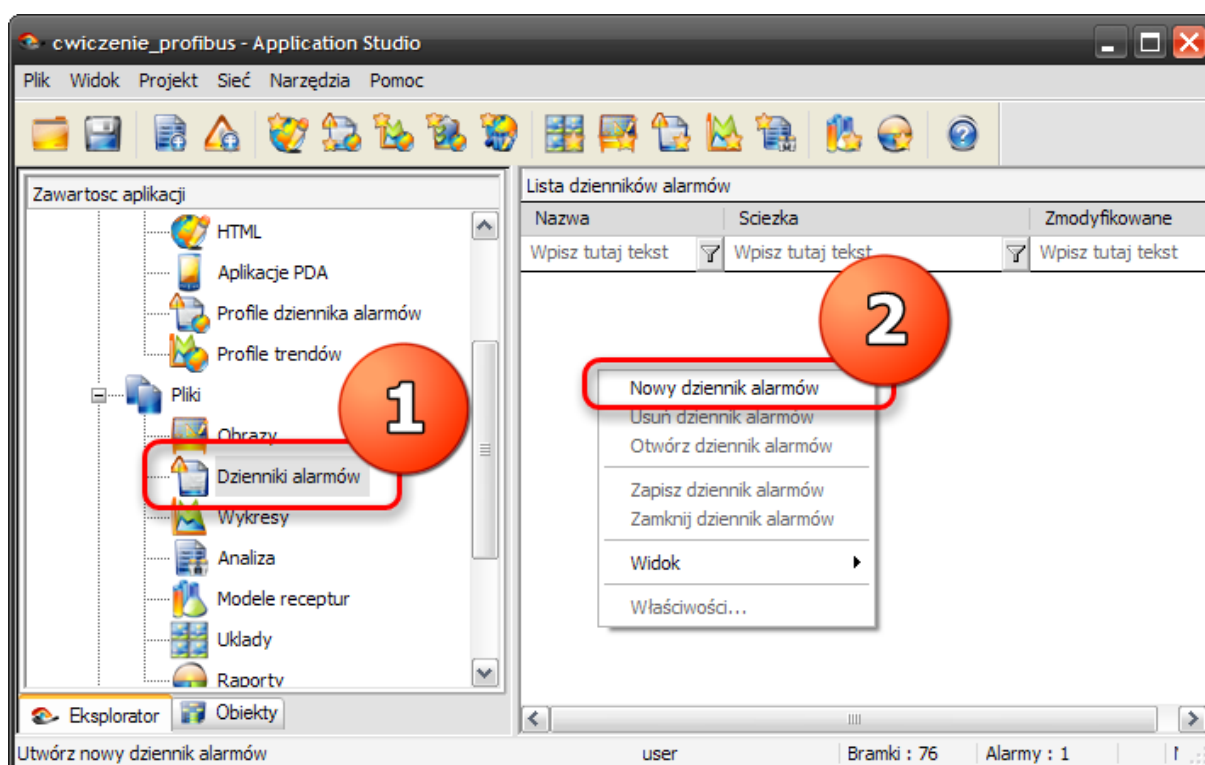 cwiczenie_profibus - Application Studio
Plik Widok Projekt Sieć Narzędzia Pomoc
Zawartosc aplikacji
HTML
Aplikacje PDA
Profile dziennika alarmów
Profile trendów
Pliki
Obrazy
Dzienniki alarmów
Wykresy
Analiza
Modele receptur
Uklady
Raporty
Eksplorator Obiekty
1
Lista dzienników alarmów
Nazwa Sciezka Zmodyfikowane
Wpisz tutaj tekst Wpisz tutaj tekst Wpisz tutaj tekst
2
Nowy dziennik alarmów
Usuń dziennik alarmów
Otwórz dziennik alarmów
Zapisz dziennik alarmów
Zamknij dziennik alarmów
Widok
Właściwości...
Utwórz nowy dziennik alarmów user Bramki : 76 Alarmy : 1